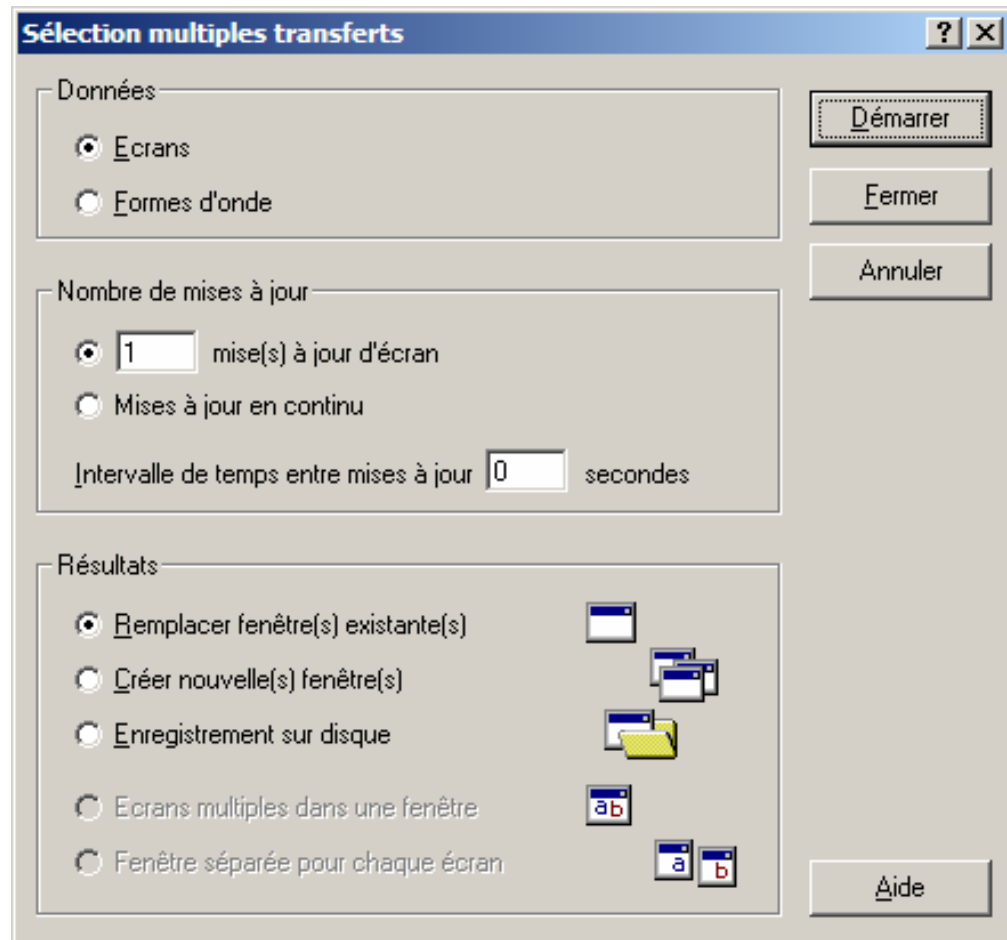 Sélection multiples transferts
Données
Ecrans
Formes d'onde
Démarrer
Fermer
Annuler
Nombre de mises à jour
1 mise(s) à jour d'écran
Mises à jour en continu
Intervalle de temps entre mises à jour 0 secondes
Résultats
Remplacer fenêtre(s) existante(s)
Créer nouvelle(s) fenêtre(s)
Enregistrement sur disque
Ecrans multiples dans une fenêtre ab
Fenêtre séparée pour chaque écran a b
Aide